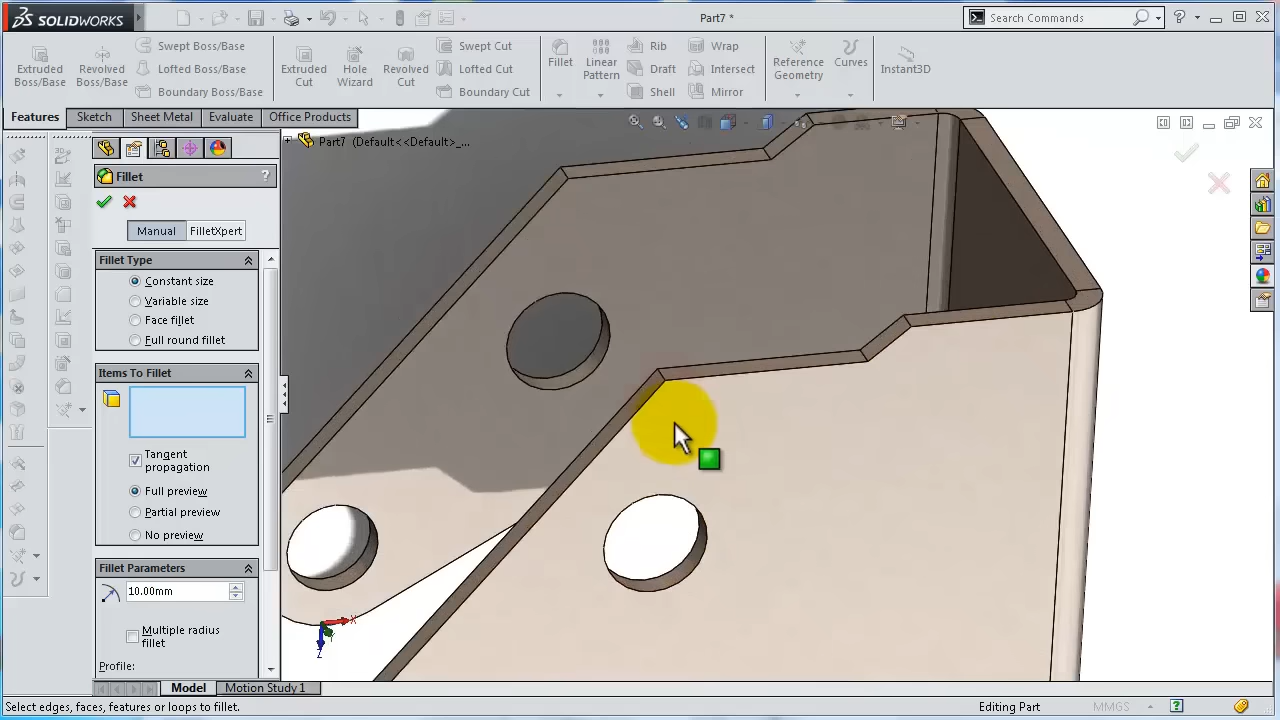 SOLIDWORKS
Part7 *
Search Commands
Extruded Boss/Base
Revolved Boss/Base
Swept Boss/Base
Lofted Boss/Base
Boundary Boss/Base
Extruded Cut
Hole Wizard
Revolved Cut
Swept Cut
Lofted Cut
Boundary Cut
Fillet
Linear Pattern
Rib
Draft
Shell
Wrap
Intersect
Mirror
Reference Geometry
Curves
Instant3D
Features
Sketch
Sheet Metal
Evaluate
Office Products
Part7 (Default<<Default>_...
Fillet
?
Manual
FilletXpert
Fillet Type
Constant size
Variable size
Face fillet
Full round fillet
Items To Fillet
Tangent
propagation
Full preview
Partial preview
No preview
Fillet Parameters
10.00mm
Multiple radius
fillet
Profile:
X
Z
Model
Motion Study 1
Select edges, faces, features or loops to fillet.
Editing Part
MMGS